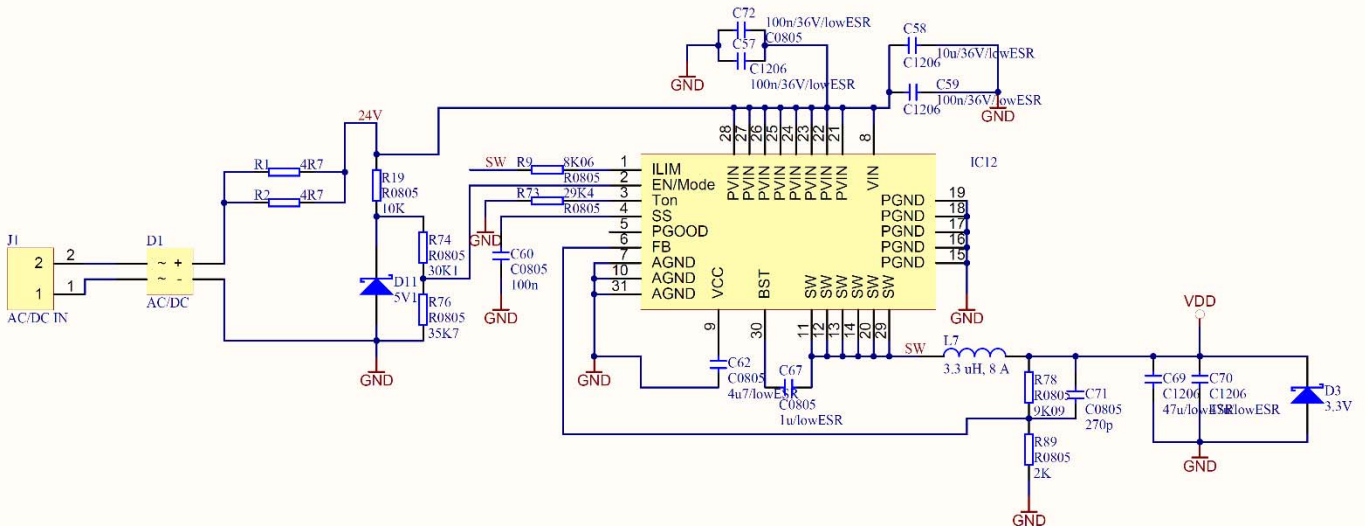 C72
100n/36V/lowESR
C0805
C57
C1206
100n/36V/lowESR
GND
C58
10u/36V/lowESR
C1206
C59
100n/36V/lowESR
C1206
GND
24V
R1 4R7
R2 4R7
R19
R0805
10K
J1
2
1
2
1
AC/DC IN
D1
~ +
~ -
AC/DC
D11
5V1
R74
R0805
30K1
R76
R0805
35K7
GND
SW
R9 8K06
R0805
R73 29K4
R0805
GND
C60
C0805
100n
GND
IC12
28 27 26 25 24 23 22 21 8
PVIN PVIN PVIN PVIN PVIN PVIN PVIN PVIN VIN
1 ILIM
2 EN/Mode
3 Ton
4 SS
5 PGOOD
6 FB
7 AGND
10 AGND
31 AGND
PGND 19
PGND 18
PGND 17
PGND 16
PGND 15
GND
VCC BST SW SW SW SW SW SW
9 30 11 12 13 14 20 29
GND
C62
C0805
4u7/lowESR
C67
C0805
1u/lowESR
SW
L7
3.3 uH, 8 A
R78
R0805
9K09
C71
C0805
270p
R89
R0805
2K
GND
VDD
C69
C1206
47u/lowESR
C70
C1206
GND
D3
3.3V